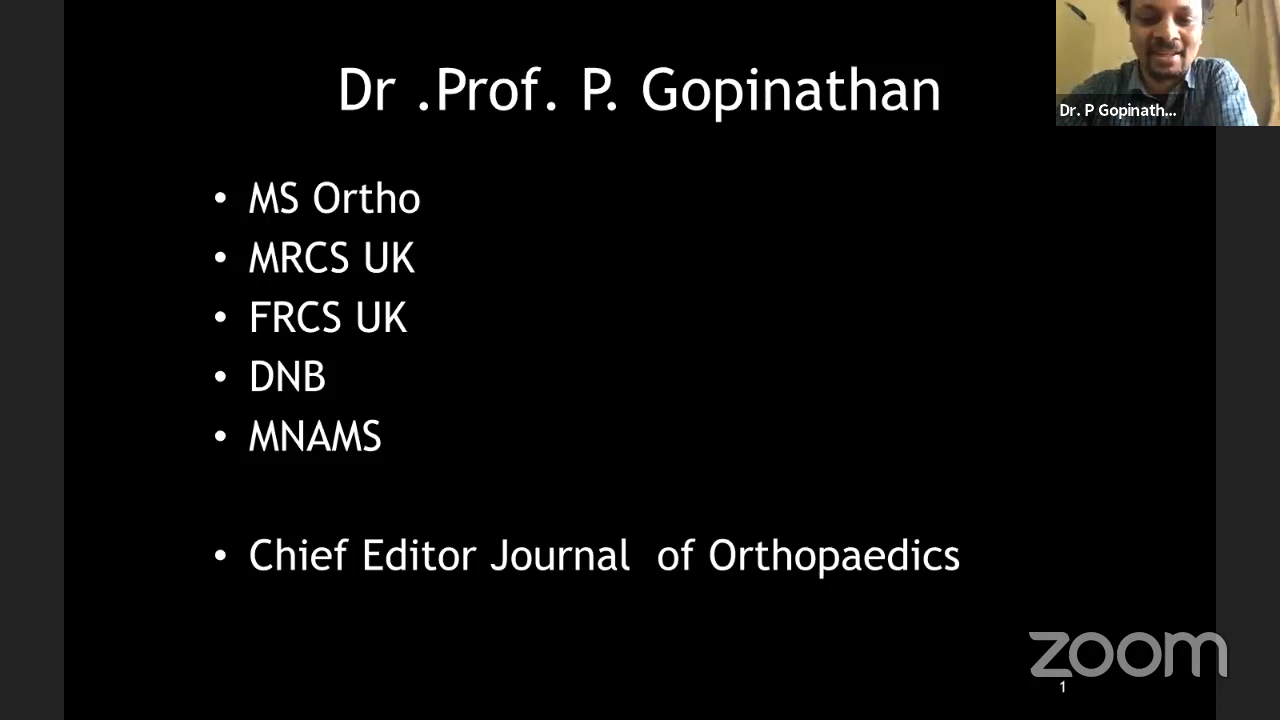 Dr .Prof. P. Gopinathan
Dr. P Gopinath...
• MS Ortho
• MRCS UK
• FRCS UK
• DNB
• MNAMS
• Chief Editor Journal  of Orthopaedics
zoom
1